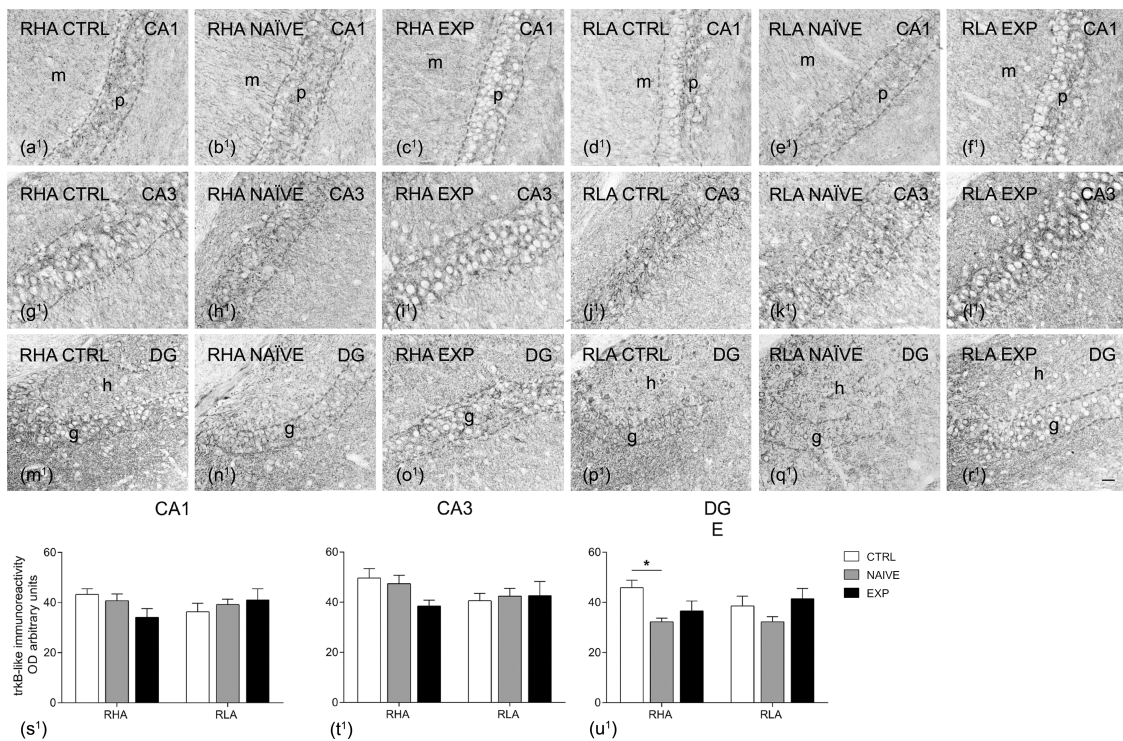 RHA CTRL CA1
m
p
(a¹)
RHA NAÏVE CA1
m
p
(b¹)
RHA EXP CA1
m
p
(c¹)
RLA CTRL CA1
m
p
(d¹)
RLA NAÏVE CA1
m
p
(e¹)
RLA EXP CA1
m
p
(f¹)
RHA CTRL CA3
(g¹)
RHA NAÏVE CA3
(h¹)
RHA EXP CA3
(i¹)
RLA CTRL CA3
(j¹)
RLA NAÏVE CA3
(k¹)
RLA EXP CA3
(l¹)
RHA CTRL DG
h
g
(m¹)
RHA NAÏVE DG
g
(n¹)
RHA EXP DG
g
(o¹)
RLA CTRL DG
h
g
(p¹)
RLA NAÏVE DG
h
g
(q¹)
RLA EXP DG
h
g
(r¹)
CA1
trkB-like immunoreactivity
OD arbitrary units
60
40
20
0
RHA RLA
(s¹)
CA3
60
40
20
0
RHA RLA
(t¹)
DG
E
60
40
20
0
*
RHA RLA
(u¹)
CTRL
NAIVE
EXP